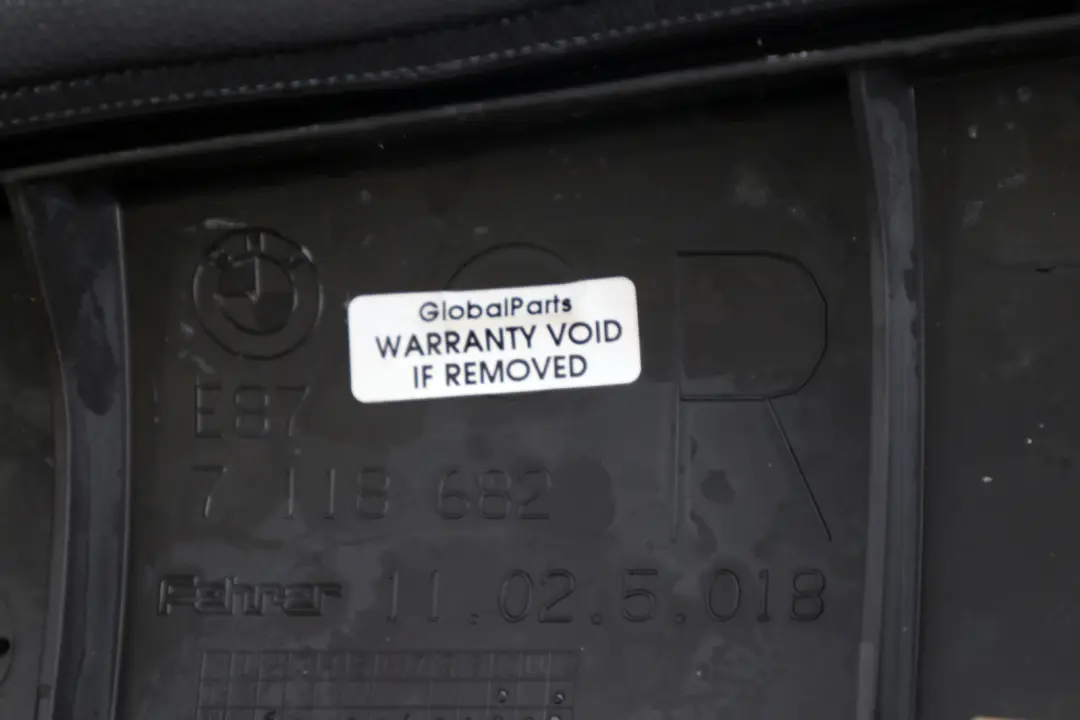 GlobalParts
WARRANTY VOID
IF REMOVED
R
E87
7 118 682
Fehrer 11.02.5.018